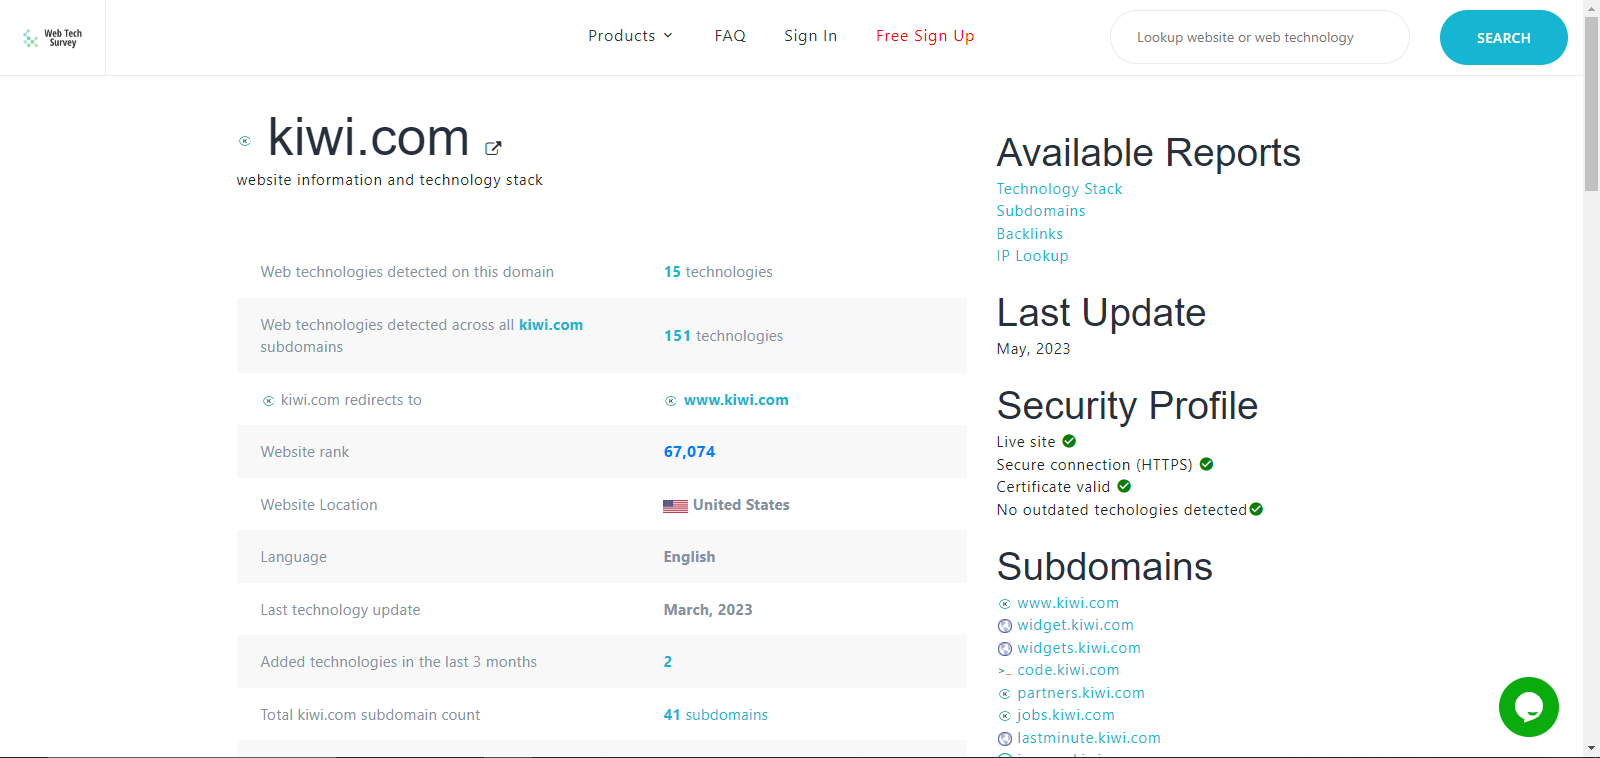 Web Tech
Survey
Products
FAQ
Sign In
Free Sign Up
Lookup website or web technology
SEARCH
kiwi.com
website information and technology stack
Web technologies detected on this domain
15 technologies
Web technologies detected across all kiwi.com
subdomains
151 technologies
kiwi.com redirects to
www.kiwi.com
Website rank
67,074
Website Location
United States
Language
English
Last technology update
March, 2023
Added technologies in the last 3 months
2
Total kiwi.com subdomain count
41 subdomains
Available Reports
Technology Stack
Subdomains
Backlinks
IP Lookup
Last Update
May, 2023
Security Profile
Live site
Secure connection (HTTPS)
Certificate valid
No outdated techologies detected
Subdomains
www.kiwi.com
widget.kiwi.com
widgets.kiwi.com
code.kiwi.com
partners.kiwi.com
jobs.kiwi.com
lastminute.kiwi.com